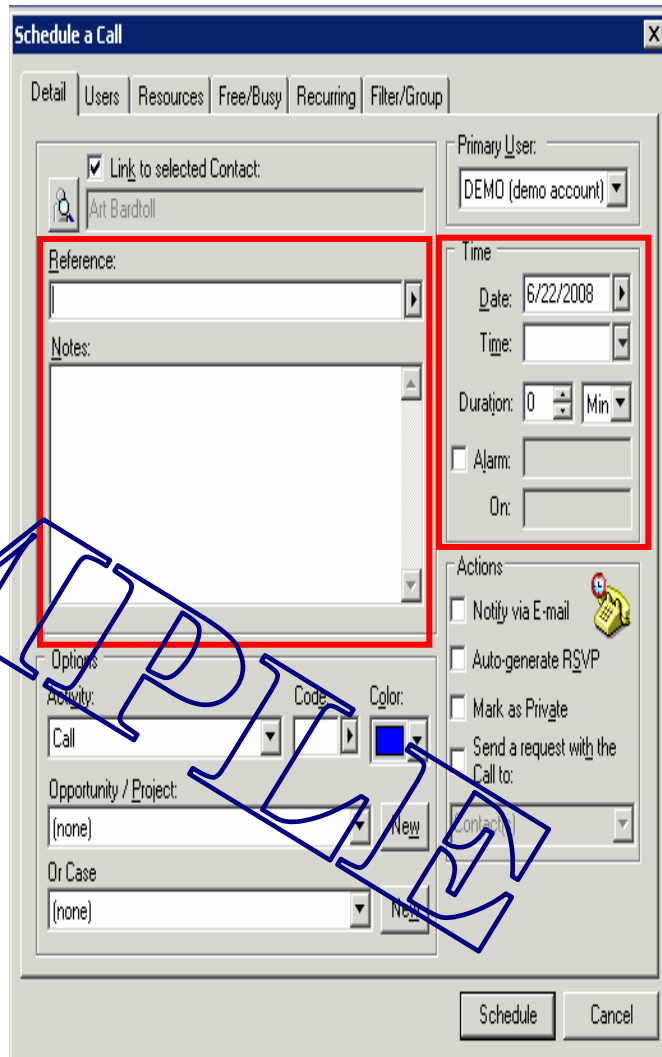 Schedule a Call
Detail Users Resources Free/Busy Recurring Filter/Group
Link to selected Contact:
Art Bardtoll
Primary User:
DEMO (demo account)
Reference:
Notes:
Time
Date: 6/22/2008
Time:
Duration: 0 Min
Alarm:
On:
Options
Activity: Code: Color:
Call
Opportunity / Project:
(none) New
Or Case
(none) New
Actions
Notify via E-mail
Auto-generate RSVP
Mark as Private
Send a request with the
Call to:
Contact(s)
Schedule Cancel